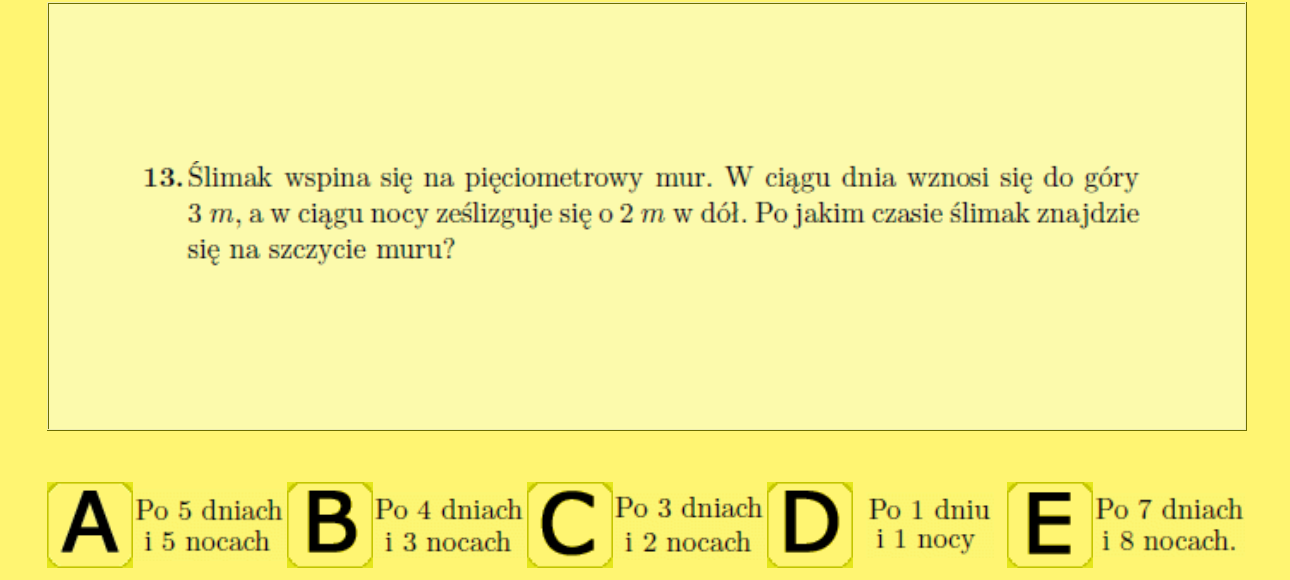 13. Ślimak wspina się na pięciometrowy mur. W ciągu dnia wznosi się do góry
3 m, a w ciągu nocy ześlizguje się o 2 m w dół. Po jakim czasie ślimak znajdzie
się na szczycie muru?
A Po 5 dniach
i 5 nocach
B Po 4 dniach
i 3 nocach
C Po 3 dniach
i 2 nocach
D Po 1 dniu
i 1 nocy
E Po 7 dniach
i 8 nocach.